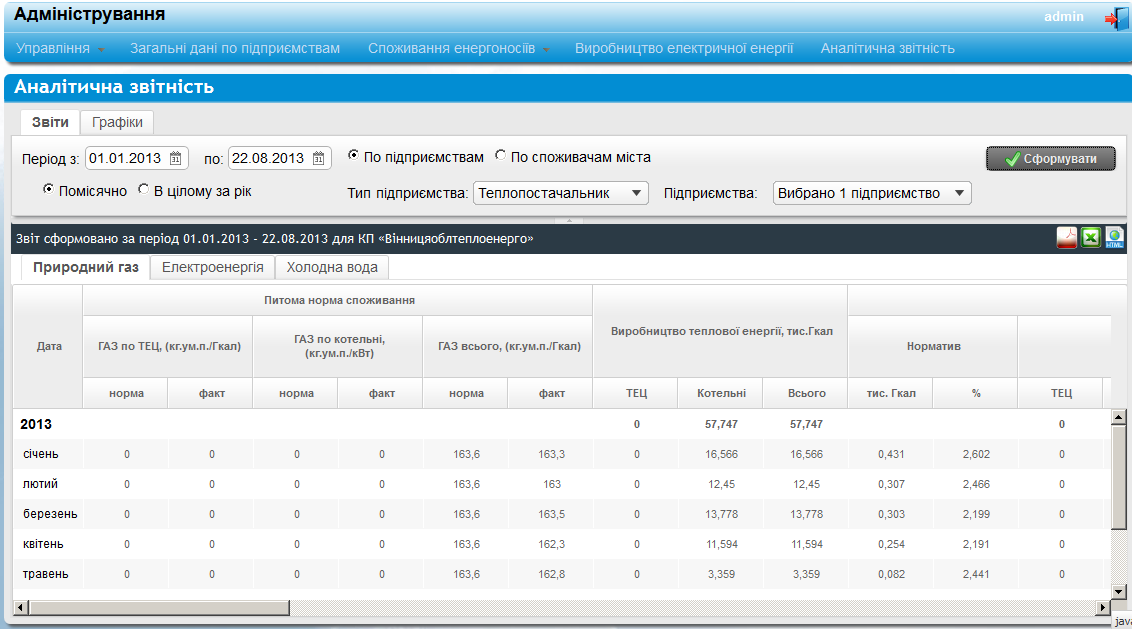 Адміністрування
admin
Управління Загальні дані по підприємствам Споживання енергоносіїв Виробництво електричної енергії Аналітична звітність
Аналітична звітність
Звіти Графіки
Період з: 01.01.2013 по: 22.08.2013 По підприємствам По споживачам міста Сформувати
Помісячно В цілому за рік Тип підприємства: Теплопостачальник Підприємства: Вибрано 1 підприємство
Звіт сформовано за період 01.01.2013 - 22.08.2013 для КП «Вінницяоблтеплоенерго»
HTML
Природний газ Електроенергія Холодна вода
Питома норма споживання
Дата ГАЗ по ТЕЦ, (кг.ум.п./Гкал) ГАЗ по котельні, (кг.ум.п./кВт) ГАЗ всього, (кг.ум.п./Гкал) Виробництво теплової енергії, тис.Гкал Норматив
норма факт норма факт норма факт ТЕЦ Котельні Всього тис. Гкал % ТЕЦ
2013 0 57,747 57,747 0
січень 0 0 0 0 163,6 163,3 0 16,566 16,566 0,431 2,602 0
лютий 0 0 0 0 163,6 163 0 12,45 12,45 0,307 2,466 0
березень 0 0 0 0 163,6 163,5 0 13,778 13,778 0,303 2,199 0
квітень 0 0 0 0 163,6 162,3 0 11,594 11,594 0,254 2,191 0
травень 0 0 0 0 163,6 162,8 0 3,359 3,359 0,082 2,441 0
java